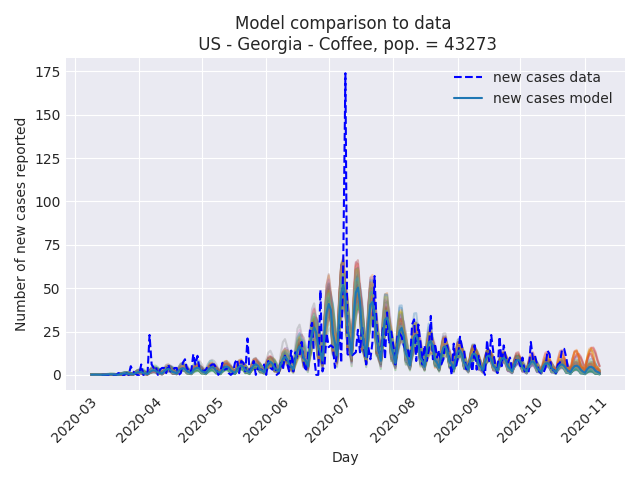 Model comparison to data
US - Georgia - Coffee, pop. = 43273
new cases data
new cases model
Number of new cases reported
175
150
125
100
75
50
25
0
2020-03
2020-04
2020-05
2020-06
2020-07
2020-08
2020-09
2020-10
2020-11
Day